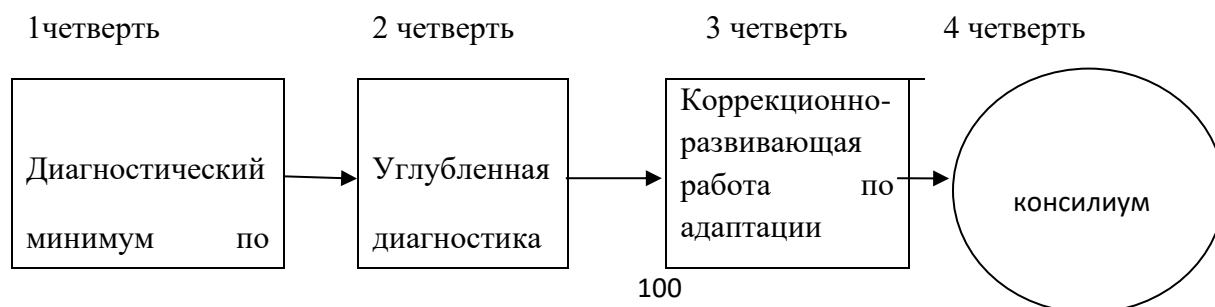 1четверть
2 четверть
3 четверть
4 четверть
Диагностический
минимум по
Углубленная
диагностика
Коррекционно-
развивающая
работа по
адаптации
консилиум
100